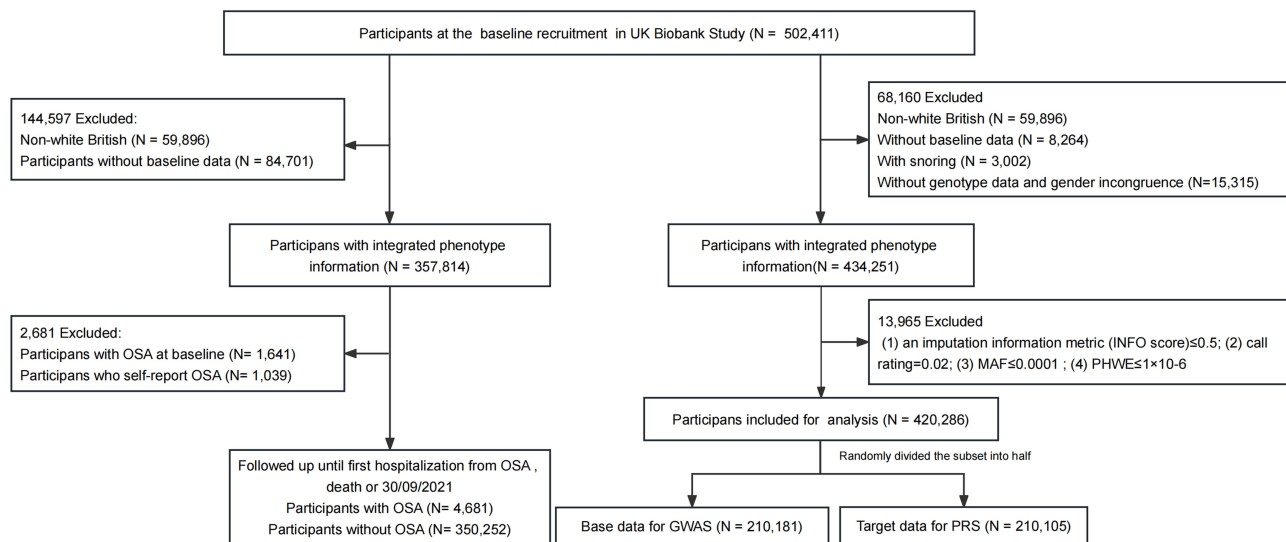 Participants at the baseline recruitment in UK Biobank Study (N = 502,411)
144,597 Excluded:
Non-white British (N = 59,896)
Participants without baseline data (N = 84,701)
68,160 Excluded
Non-white British (N = 59,896)
Without baseline data (N = 8,264)
With snoring (N = 3,002)
Without genotype data and gender incongruence (N=15,315)
Participans with integrated phenotype
information (N = 357,814)
Participans with integrated phenotype
information(N = 434,251)
2,681 Excluded:
Participans with OSA at baseline (N= 1,641)
Participans who self-report OSA (N= 1,039)
13,965 Excluded
(1) an imputation information metric (INFO score)≤0.5; (2) call
rating=0.02; (3) MAF≤0.0001 ; (4) PHWE≤1×10-6
Participans included for analysis (N = 420,286)
Randomly divided the subset into half
Followed up until first hospitalization from OSA ,
death or 30/09/2021
Participans with OSA (N= 4,681)
Participans without OSA (N= 350,252)
Base data for GWAS (N = 210,181)
Target data for PRS (N = 210,105)